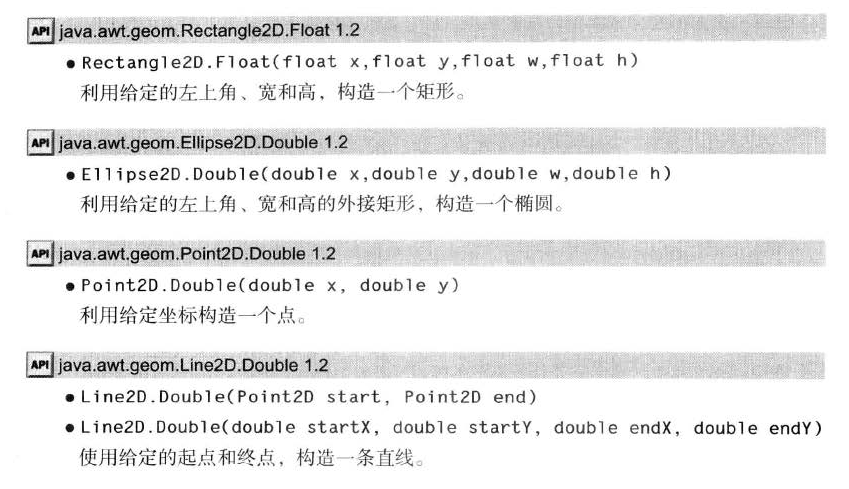 API java.awt.geom.Rectangle2D.Float 1.2
● Rectangle2D.Float(float x,float y,float w,float h)
利用给定的左上角、宽和高，构造一个矩形。
API java.awt.geom.Ellipse2D.Double 1.2
● Ellipse2D.Double(double x,double y,double w,double h)
利用给定的左上角、宽和高的外接矩形，构造一个椭圆。
API java.awt.geom.Point2D.Double 1.2
● Point2D.Double(double x, double y)
利用给定坐标构造一个点。
API java.awt.geom.Line2D.Double 1.2
● Line2D.Double(Point2D start, Point2D end)
● Line2D.Double(double startX, double startY, double endX, double endY)
使用给定的起点和终点，构造一条直线。